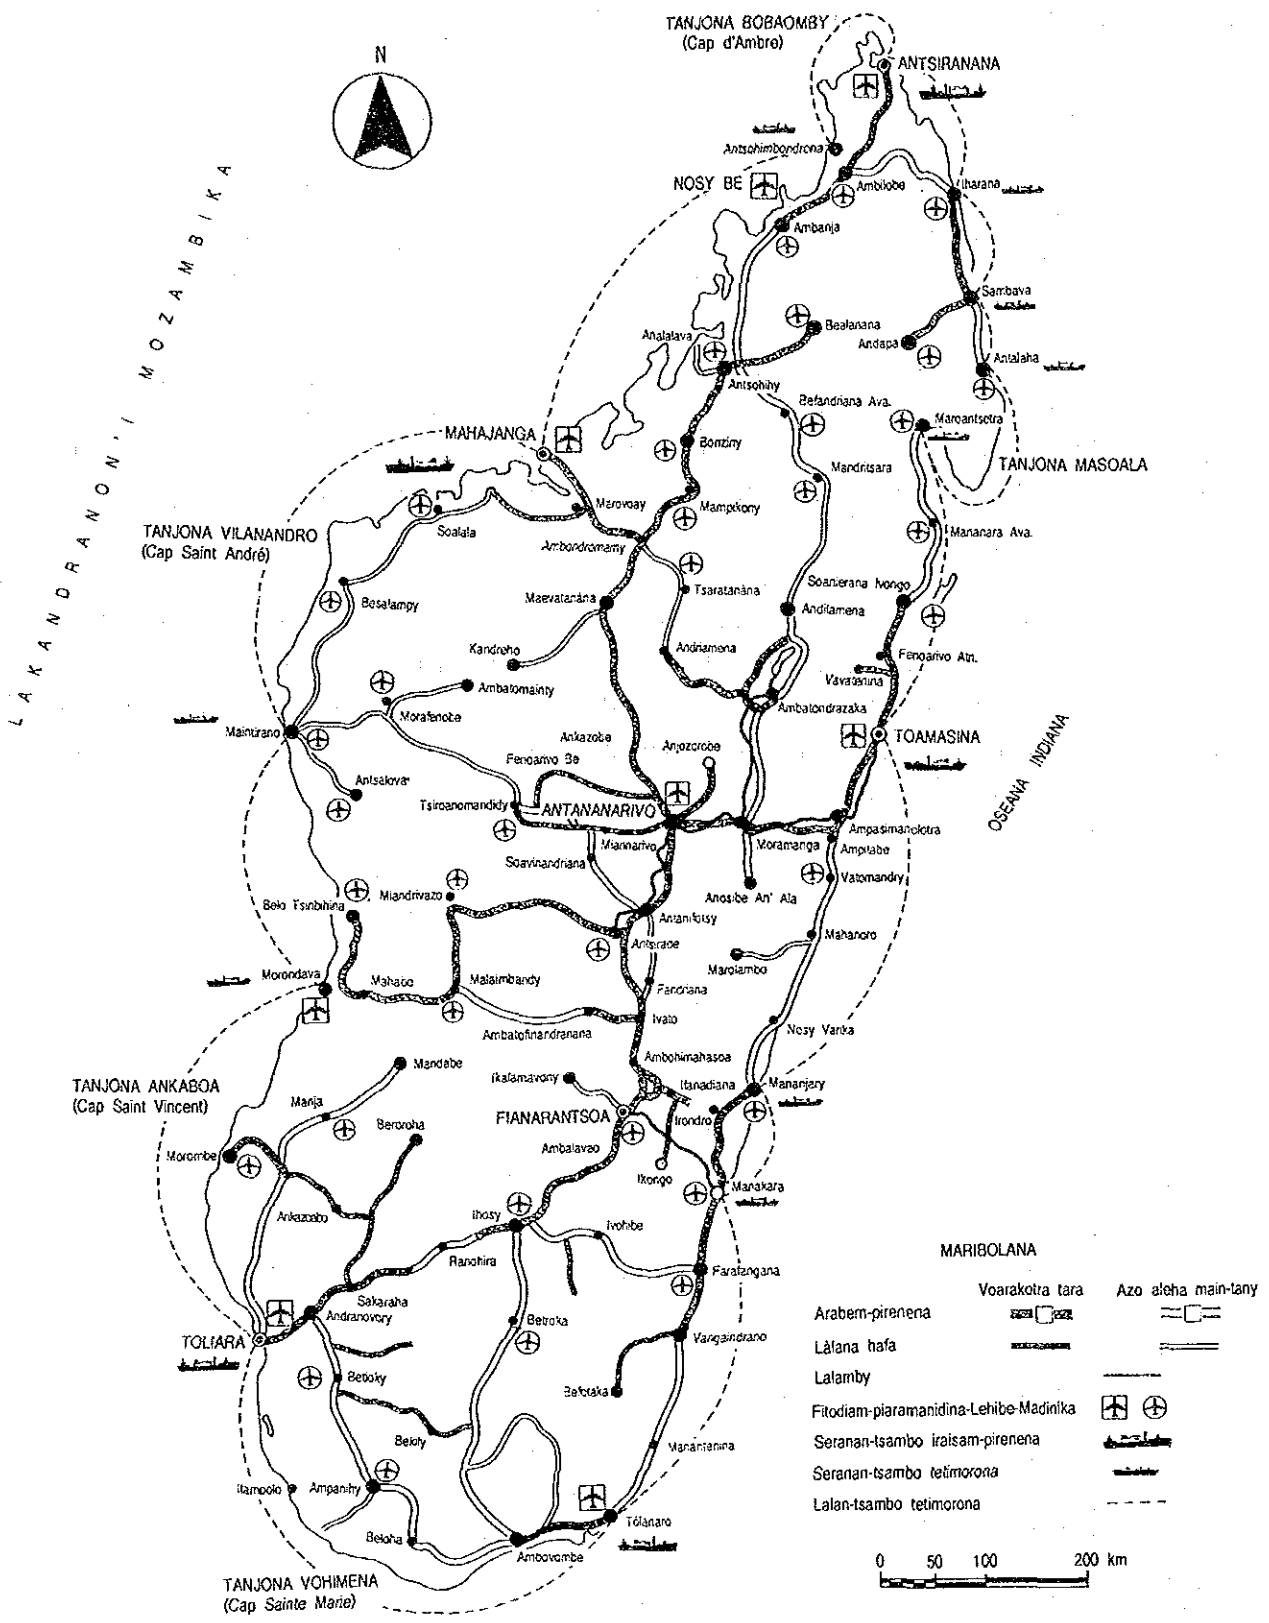 TANJONA BOBAOMBY
(Cap d'Ambre)
N
ANTSIRANANA
Antsohimbondrona
NOSY BE
Ambilobe
Iharana
Ambanja
LAKANDRANON'I MOZAMBIKA
Sambava
Bealanana
Analalava
Andapa
Antalaha
Antsohihy
Befandriana Ava.
Maroantsetra
MAHAJANGA
Bonziny
TANJONA MASOALA
Mandritsara
Marovoay
Mampikony
TANJONA VILANANDRO
(Cap Saint André)
Soalala
Mananara Ava.
Ambondromamy
Tsaratanàna
Soanierana Ivongo
Besalampy
Maevatanána
Andilamena
Kandreho
Andriamena
Fenoarivo Atn.
Vavatenina
Ambatomainty
Ambatondrazaka
Morafenobe
Maintirano
Ankazobe
Anjozorobe
TOAMASINA
Fenoarivo Be
OSEANA INDIANA
Antsalova
Tsiroanomandidy
ANTANANARIVO
Ampasimanolotra
Miarinarivo
Moramanga
Ampitabe
Soavinandriana
Vatomandry
Anosibe An' Ala
Miandrivazo
Belo Tsiribihina
Antanifotsy
Antsirabe
Mahanoro
Marolambo
Morondava
Mahabo
Malaimbandy
Fandriana
Ambatofinandrahana
Ivato
Nosy Varika
Ambohimahasoa
Mandabe
Ikalamavony
Ifanadiana
Mananjary
TANJONA ANKABOA
(Cap Saint Vincent)
Manja
FIANARANTSOA
Irondro
Beroroha
Ambalavao
Morombe
Ikongo
Manakara
Ankazoabo
Ihosy
Ivohibe
Ranohira
Farafangana
Sakaraha
Andranovory
Betroka
TOLIARA
Vangaindrano
Betioky
Befotaka
Bekily
Manantenina
Itampolo
Ampanihy
Tôlanaro
Beloha
Ambovombe
TANJONA VOHIMENA
(Cap Sainte Marie)
MARIBOLANA
Voarakotra tara
Azo aleha main-tany
Arabem-pirenena
Làlana hafa
Lalamby
Fitodiam-piaramanidina-Lehibe-Madinika
Seranan-tsambo iraisam-pirenena
Seranan-tsambo tetimorona
Lalan-tsambo tetimorona
0 50 100 200 km